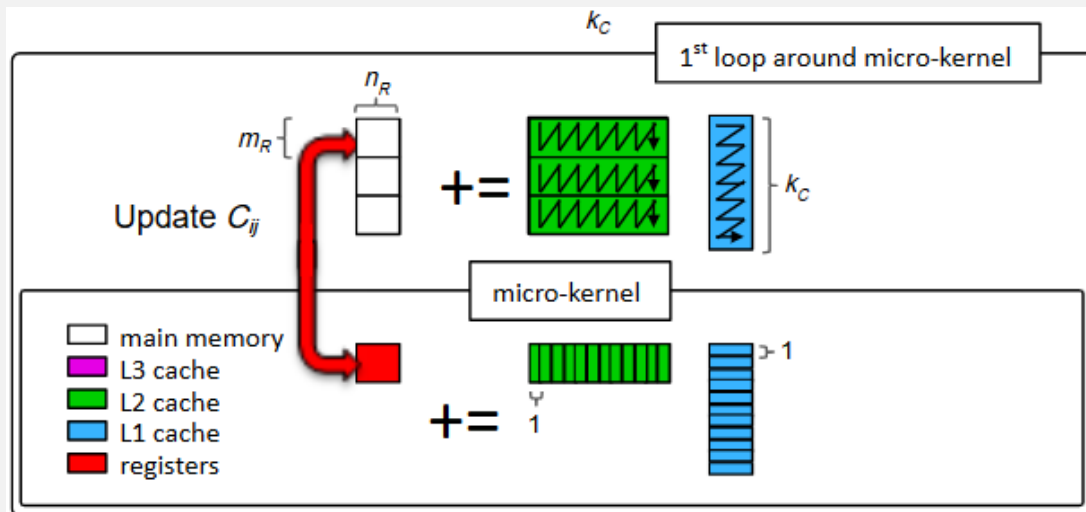 k_C
1st loop around micro-kernel
n_R
m_R
+=
k_C
Update C_ij
micro-kernel
main memory
L3 cache
L2 cache
L1 cache
registers
+=
1
1